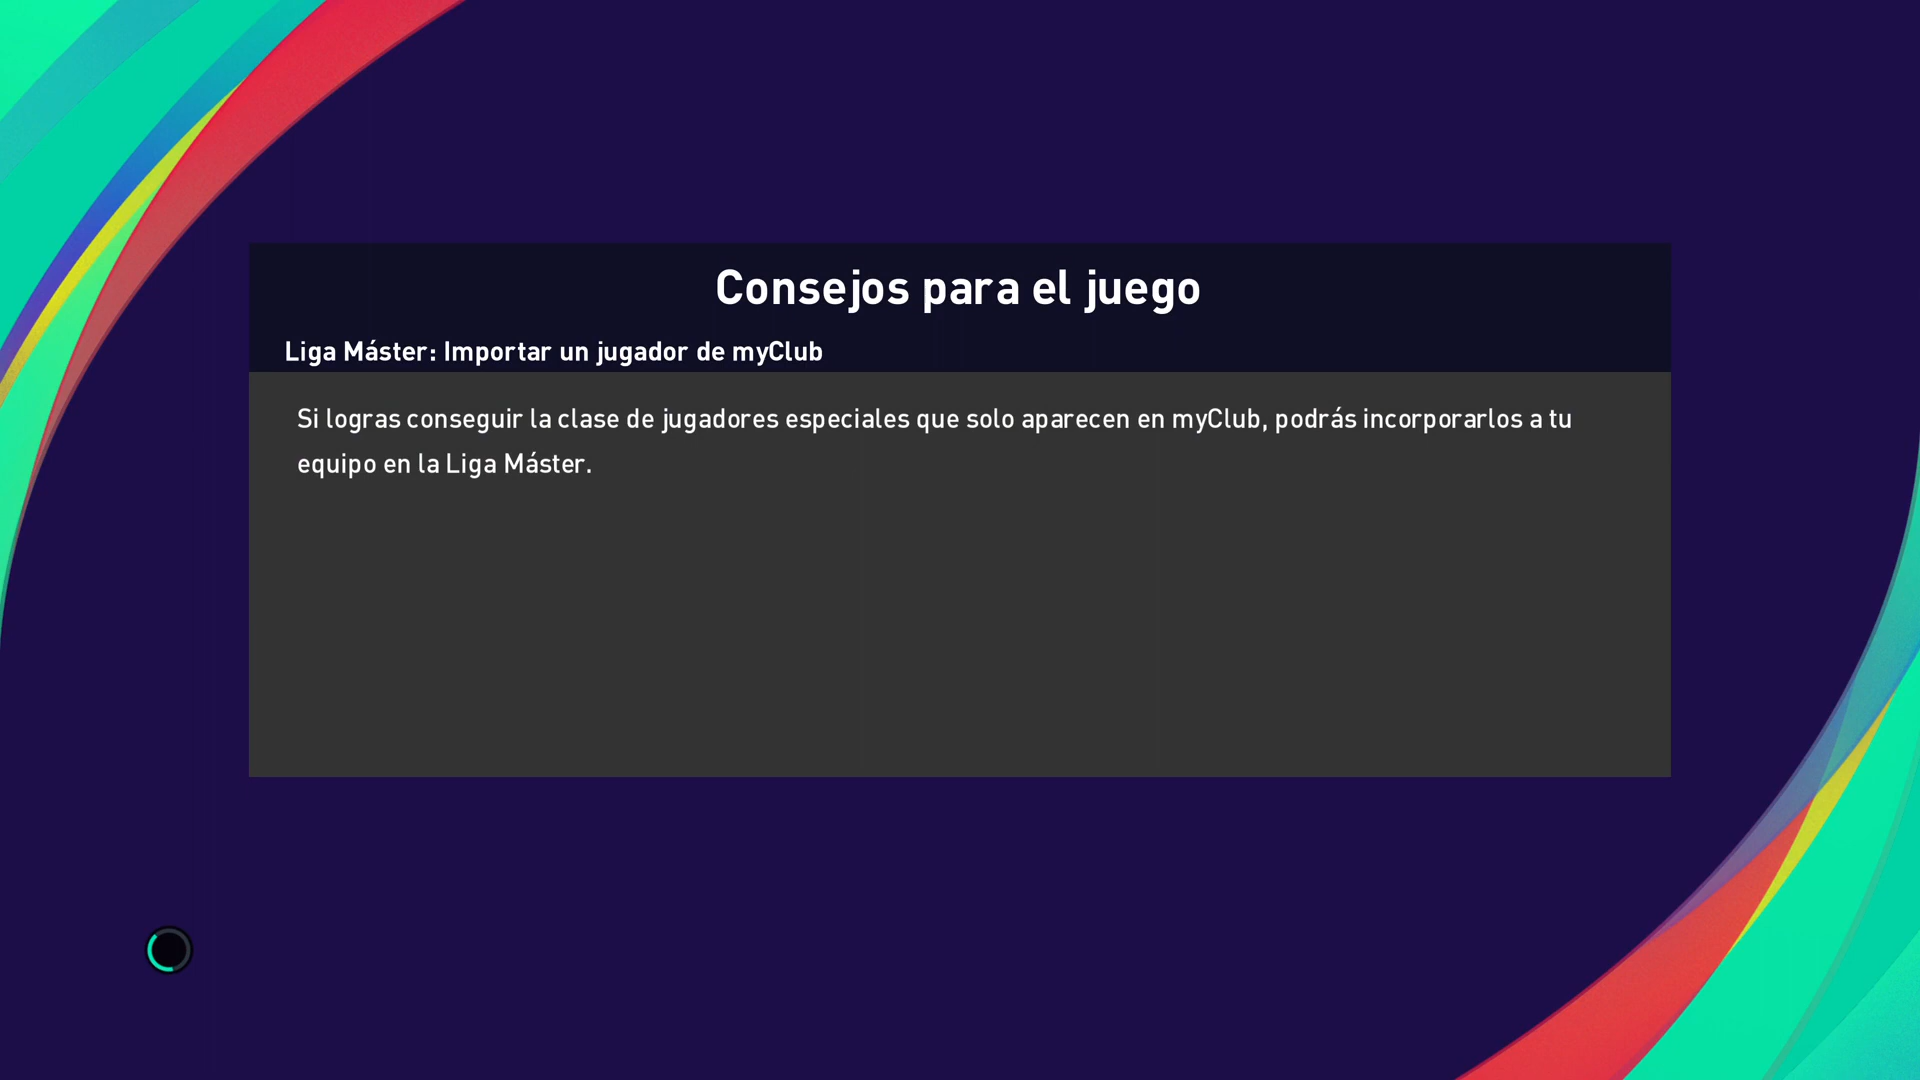 Consejos para el juego
Liga Máster: Importar un jugador de myClub
Si logras conseguir la clase de jugadores especiales que solo aparecen en myClub, podrás incorporarlos a tu
equipo en la Liga Máster.